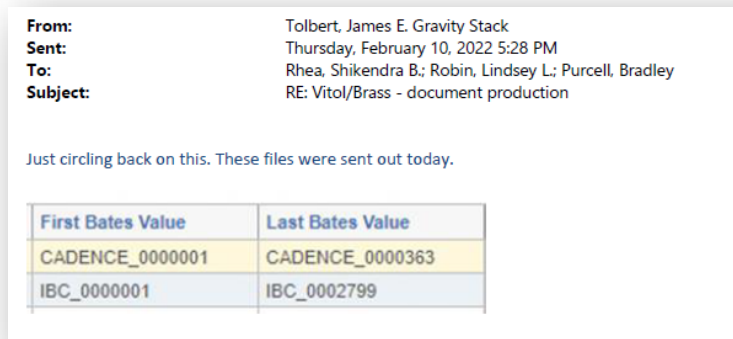 From: Tolbert, James E. Gravity Stack
Sent: Thursday, February 10, 2022 5:28 PM
To: Rhea, Shikendra B.; Robin, Lindsey L.; Purcell, Bradley
Subject: RE: Vitol/Brass - document production
Just circling back on this. These files were sent out today.
First Bates Value Last Bates Value
CADENCE_0000001 CADENCE_0000363
IBC_0000001 IBC_0002799